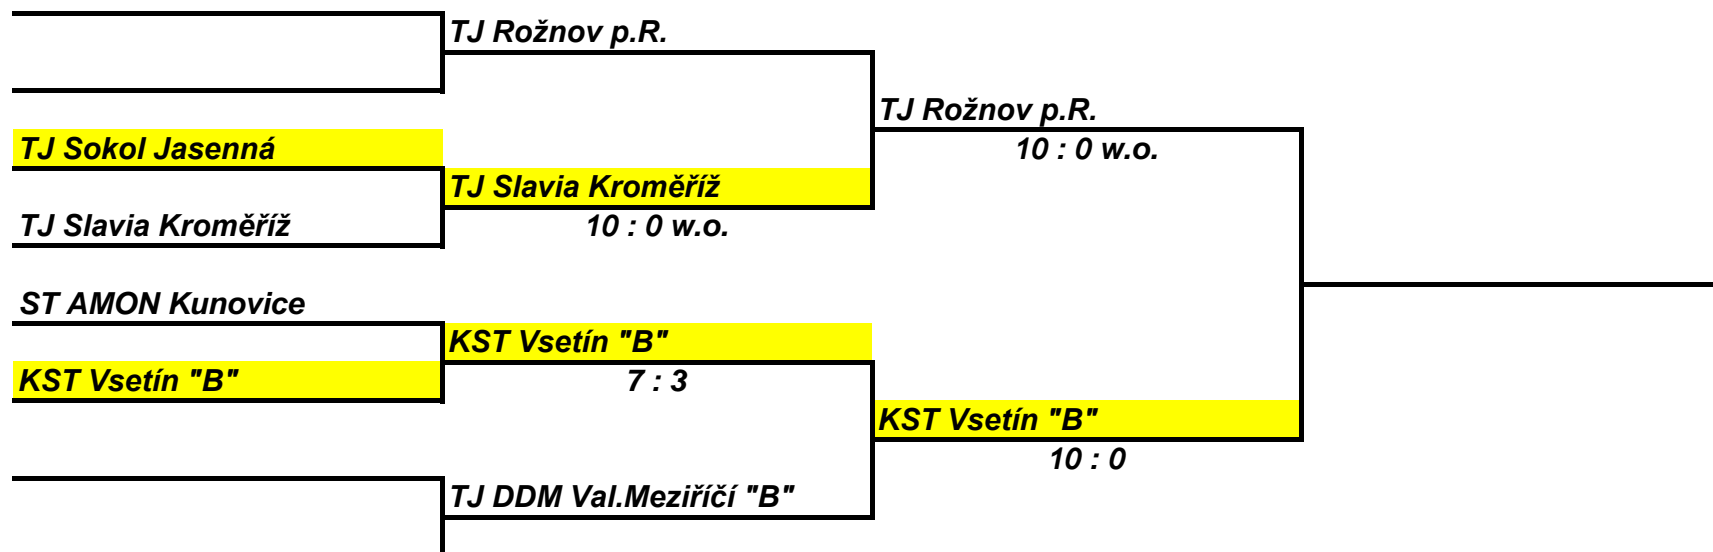 TJ Rožnov p.R.
TJ Rožnov p.R.
10 : 0 w.o.
TJ Sokol Jasenná
TJ Slavia Kroměříž
TJ Slavia Kroměříž
10 : 0 w.o.
ST AMON Kunovice
KST Vsetín "B"
KST Vsetín "B"
7 : 3
KST Vsetín "B"
10 : 0
TJ DDM Val.Meziříčí "B"